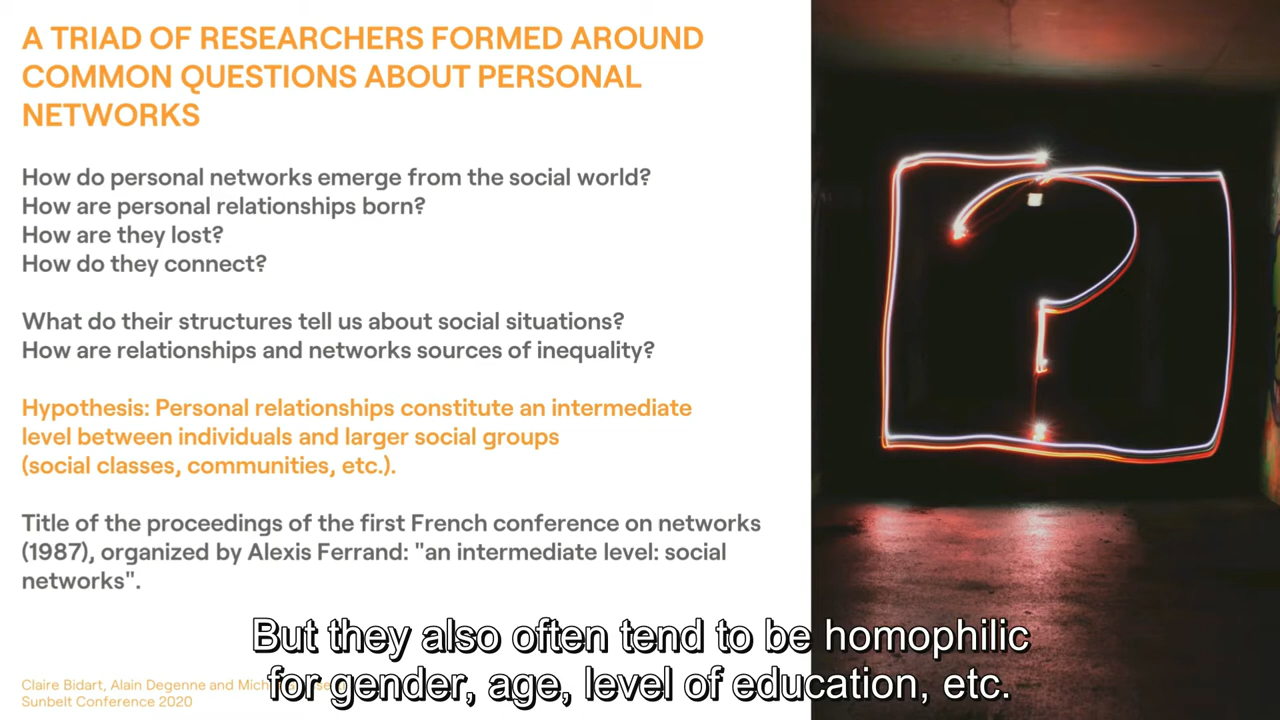 A TRIAD OF RESEARCHERS FORMED AROUND
COMMON QUESTIONS ABOUT PERSONAL
NETWORKS
How do personal networks emerge from the social world?
How are personal relationships born?
How are they lost?
How do they connect?
What do their structures tell us about social situations?
How are relationships and networks sources of inequality?
Hypothesis: Personal relationships constitute an intermediate
level between individuals and larger social groups
(social classes, communities, etc.).
Title of the proceedings of the first French conference on networks
(1987), organized by Alexis Ferrand: "an intermediate level: social
networks".
But they also often tend to be homophilic
for gender, age, level of education, etc.
Claire Bidart, Alain Degenne and
Sunbelt Conference 2020